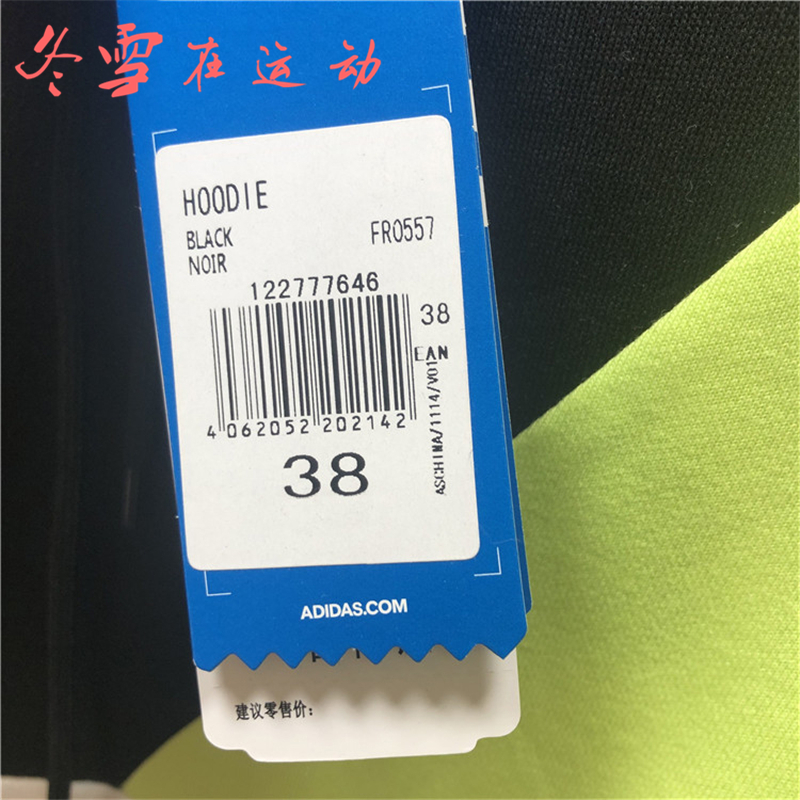 冬雪在运动
HOODIE
BLACK
NOIR
FR0557
122777646
38
EAN
4 062052 202142
ASCHINA/1114/V01
38
ADIDAS.COM
建议零售价: